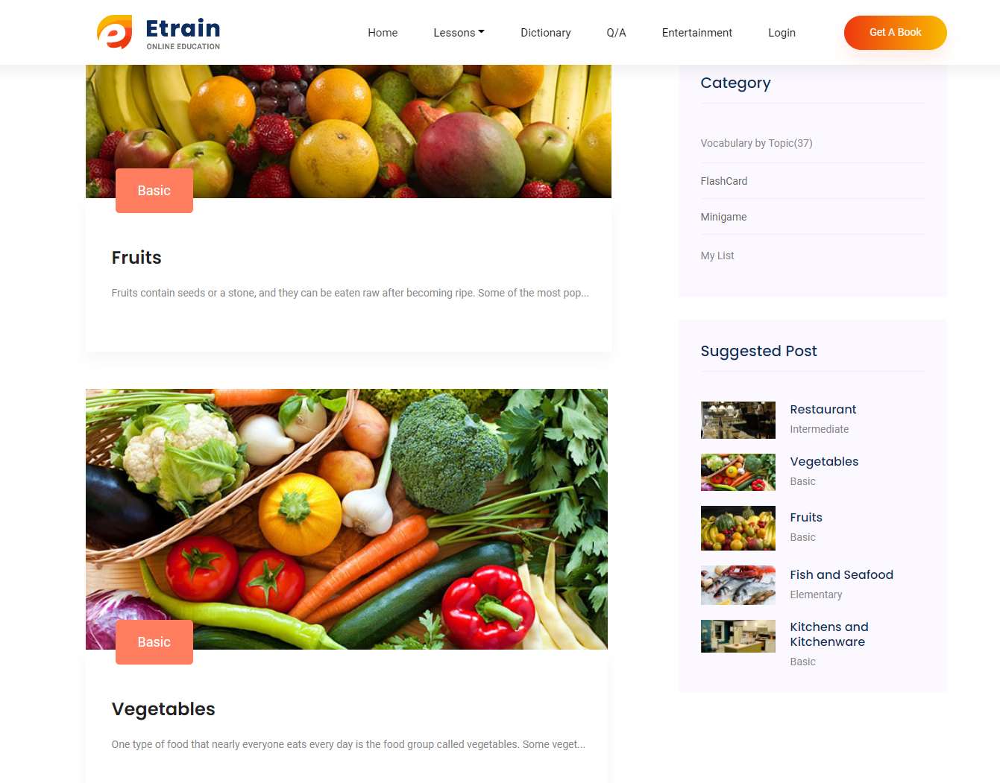 Etrain
ONLINE EDUCATION
Home
Lessons
Dictionary
Q/A
Entertainment
Login
Get A Book
Basic
Fruits
Fruits contain seeds or a stone, and they can be eaten raw after becoming ripe. Some of the most pop...
Basic
Vegetables
One type of food that nearly everyone eats every day is the food group called vegetables. Some veget...
Category
Vocabulary by Topic(37)
FlashCard
Minigame
My List
Suggested Post
Restaurant
Intermediate
Vegetables
Basic
Fruits
Basic
Fish and Seafood
Elementary
Kitchens and
Kitchenware
Basic